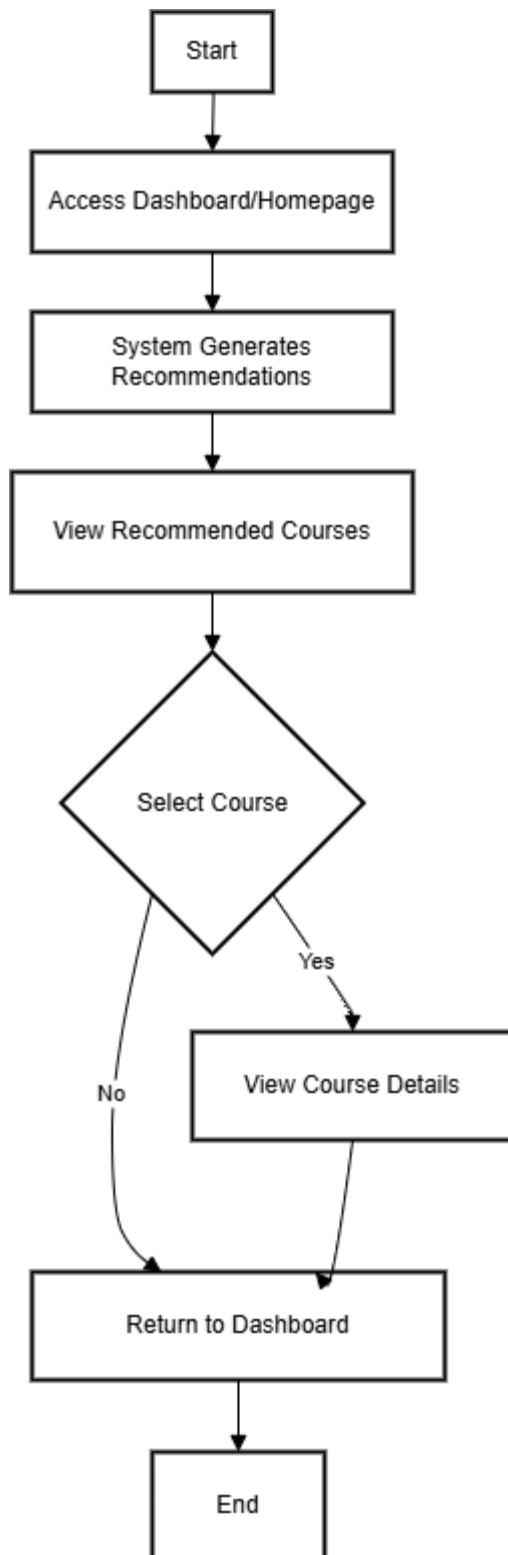 Start
Access Dashboard/Homepage
System Generates
Recommendations
View Recommended Courses
Select Course
Yes
View Course Details
No
Return to Dashboard
End